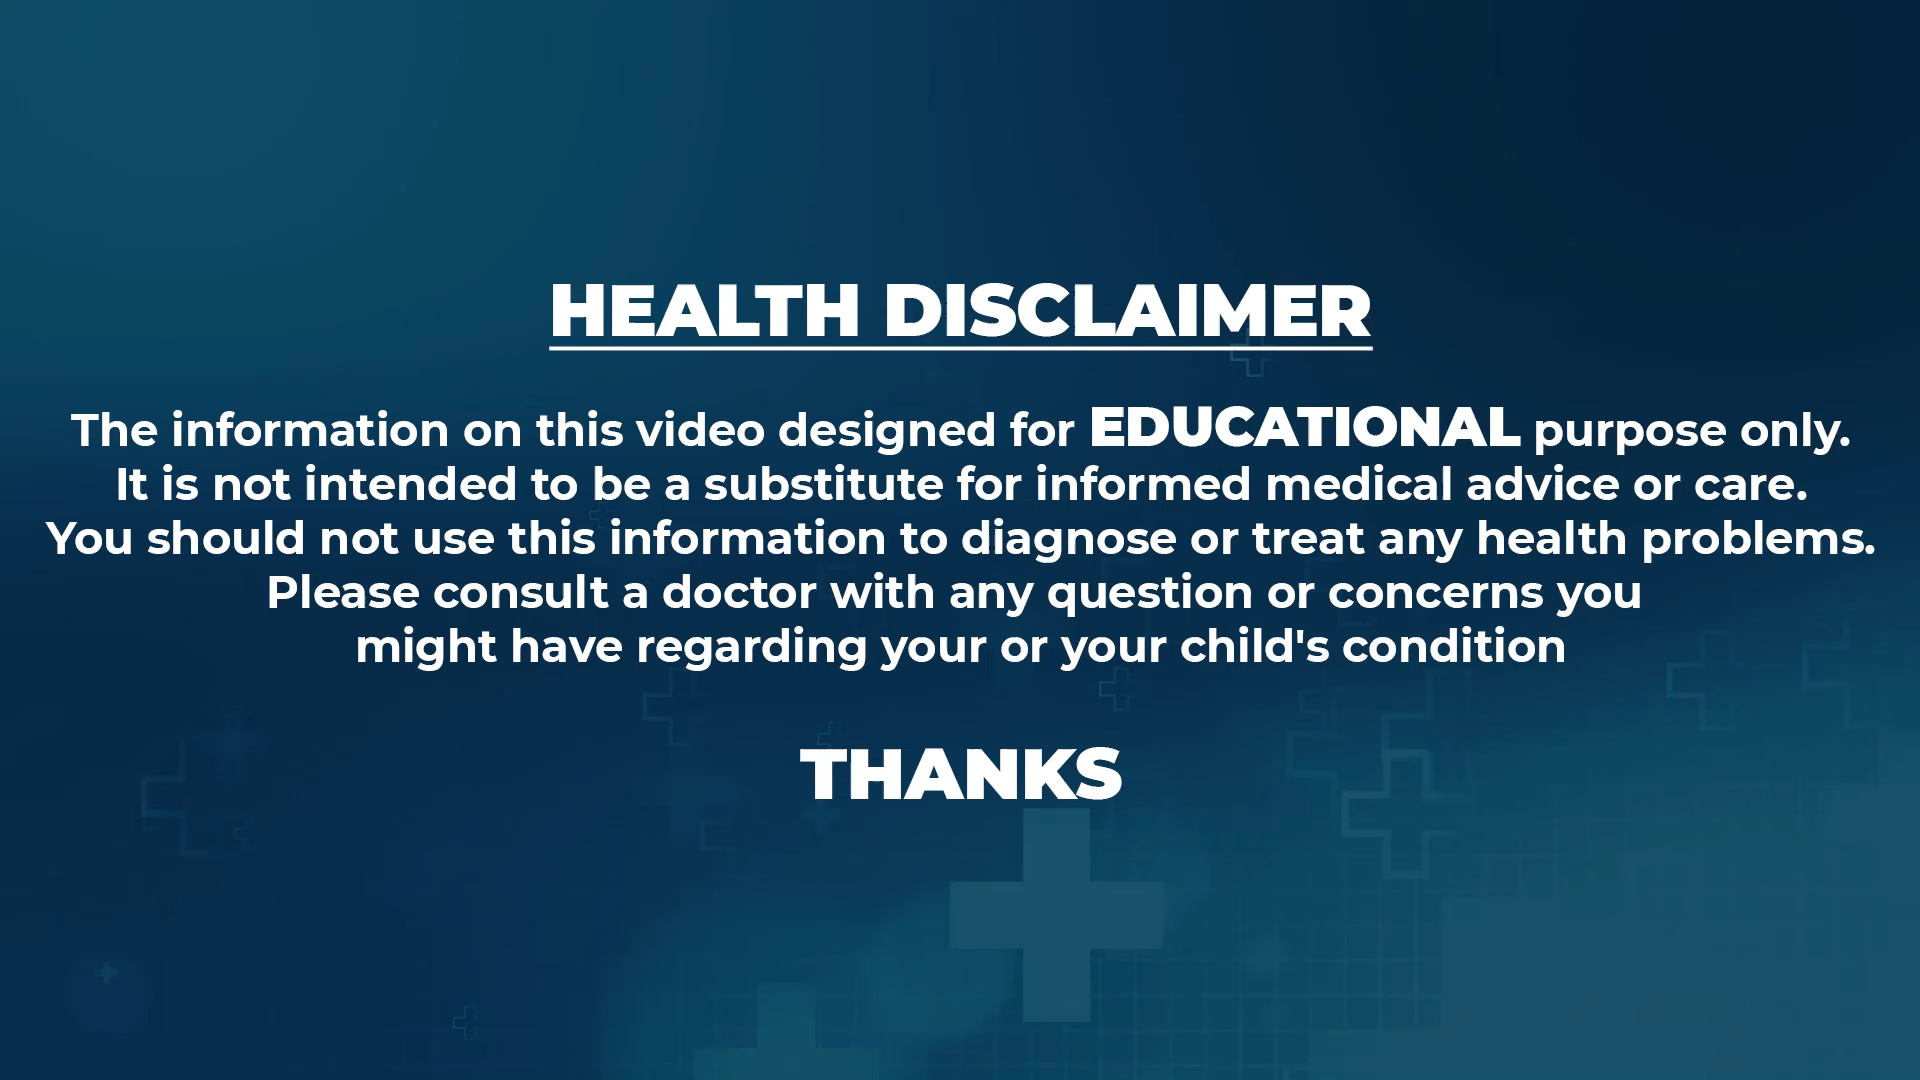 HEALTH DISCLAIMER
The information on this video designed for EDUCATIONAL purpose only.
It is not intended to be a substitute for informed medical advice or care.
You should not use this information to diagnose or treat any health problems.
Please consult a doctor with any question or concerns you
might have regarding your or your child's condition
THANKS